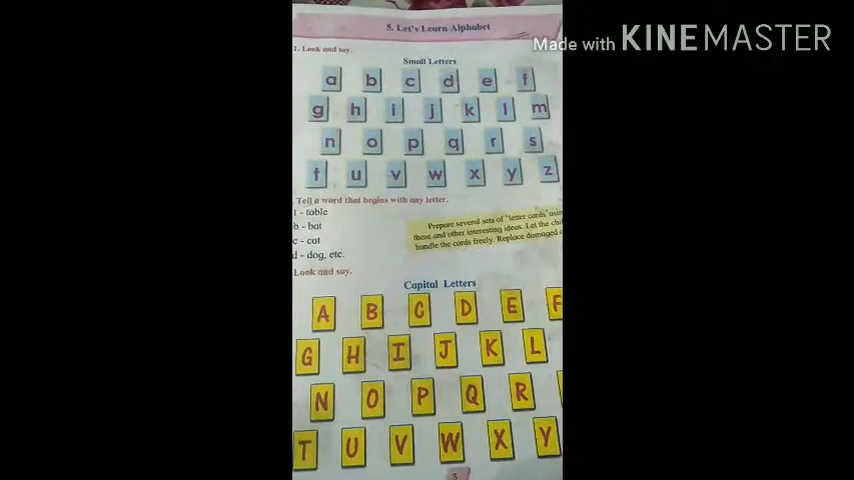 5. Let's Learn Alphabet
Made with KINEMASTER
1. Look and say.
Small Letters
a b c d e f
g h i j k l m
n o p q r s
t u v w x y z
Tell a word that begins with any letter.
t - table
b - bat
c - cat
d - dog, etc.
Prepare several sets of 'letter cards'
these and other interesting ideas. Let the
handle the cards freely. Replace damaged
Look and say.
Capital Letters
A B C D E F
G H I J K L
N O P Q R
T U V W X Y
5